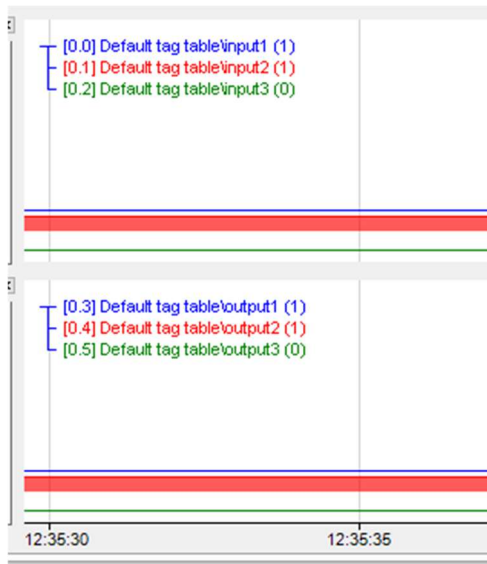 [0.0] Default tag table\input1 (1)
[0.1] Default tag table\input2 (1)
[0.2] Default tag table\input3 (0)
[0.3] Default tag table\output1 (1)
[0.4] Default tag table\output2 (1)
[0.5] Default tag table\output3 (0)
12:35:30 12:35:35